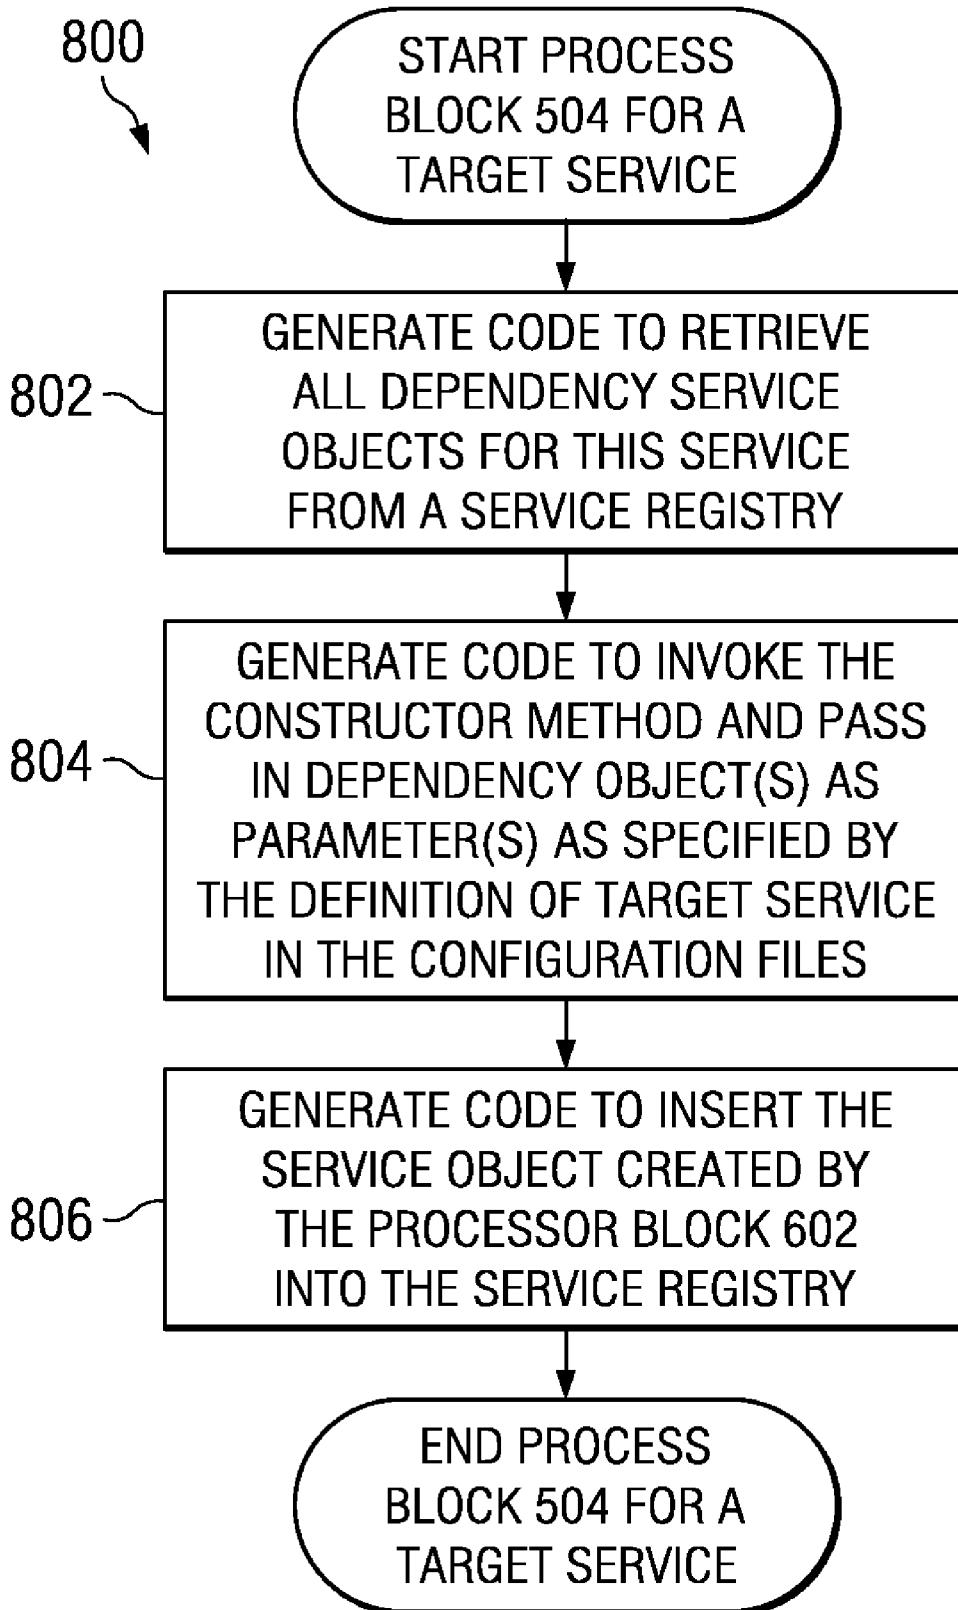 800
START PROCESS
BLOCK 504 FOR A
TARGET SERVICE
802
GENERATE CODE TO RETRIEVE
ALL DEPENDENCY SERVICE
OBJECTS FOR THIS SERVICE
FROM A SERVICE REGISTRY
804
GENERATE CODE TO INVOKE THE
CONSTRUCTOR METHOD AND PASS
IN DEPENDENCY OBJECT(S) AS
PARAMETER(S) AS SPECIFIED BY
THE DEFINITION OF TARGET SERVICE
IN THE CONFIGURATION FILES
806
GENERATE CODE TO INSERT THE
SERVICE OBJECT CREATED BY
THE PROCESSOR BLOCK 602
INTO THE SERVICE REGISTRY
END PROCESS
BLOCK 504 FOR A
TARGET SERVICE